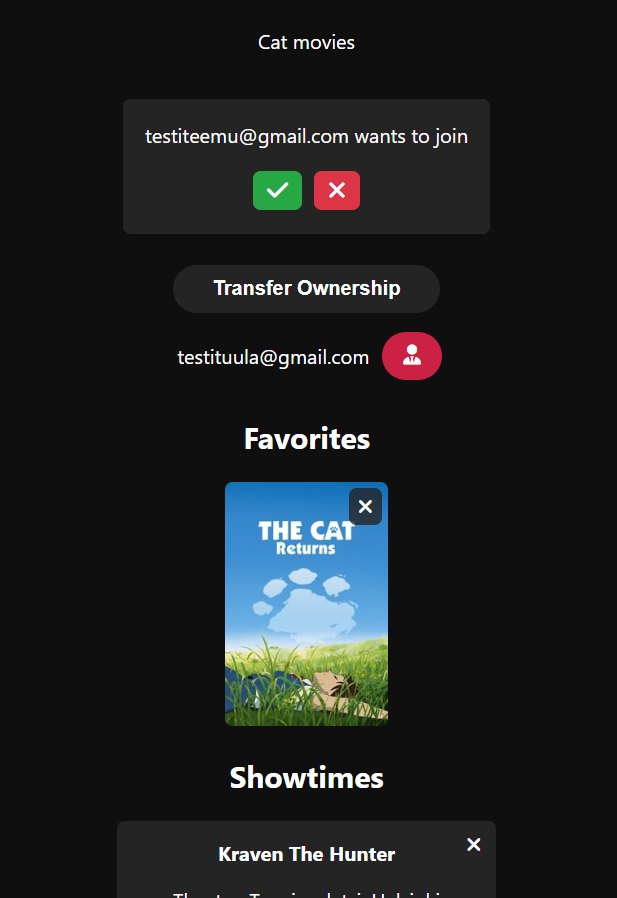 Cat movies
testiteemu@gmail.com wants to join
Transfer Ownership
testituula@gmail.com
Favorites
THE CAT
Returns
Showtimes
Kraven The Hunter